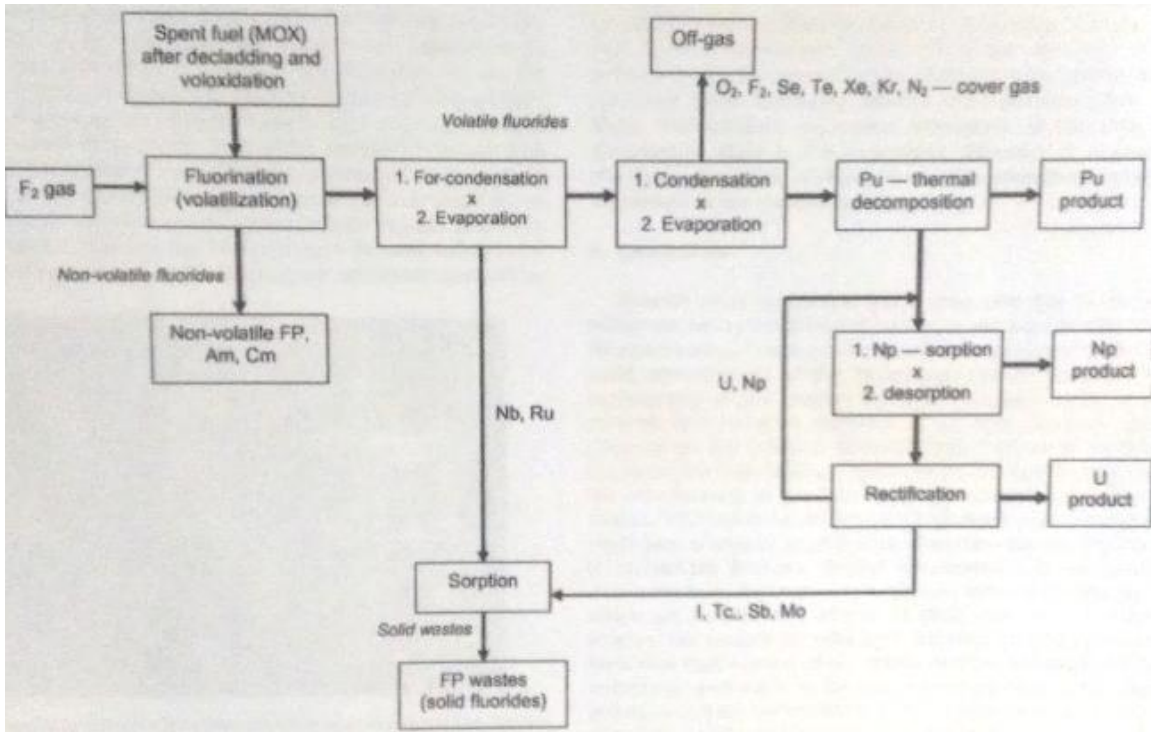 Spent fuel (MOX)
after decladding and
voloxidation
Off-gas
O₂, F₂, Se, Te, Xe, Kr, N₂ — cover gas
Volatile fluorides
F₂ gas
Fluorination
(volatilization)
1. For-condensation
x
2. Evaporation
1. Condensation
x
2. Evaporation
Pu — thermal
decomposition
Pu
product
Non-volatile fluorides
Non-volatile FP,
Am, Cm
U, Np
1. Np — sorption
x
2. desorption
Np
product
Nb, Ru
Rectification
U
product
Sorption
I, Tc,, Sb, Mo
Solid wastes
FP wastes
(solid fluorides)